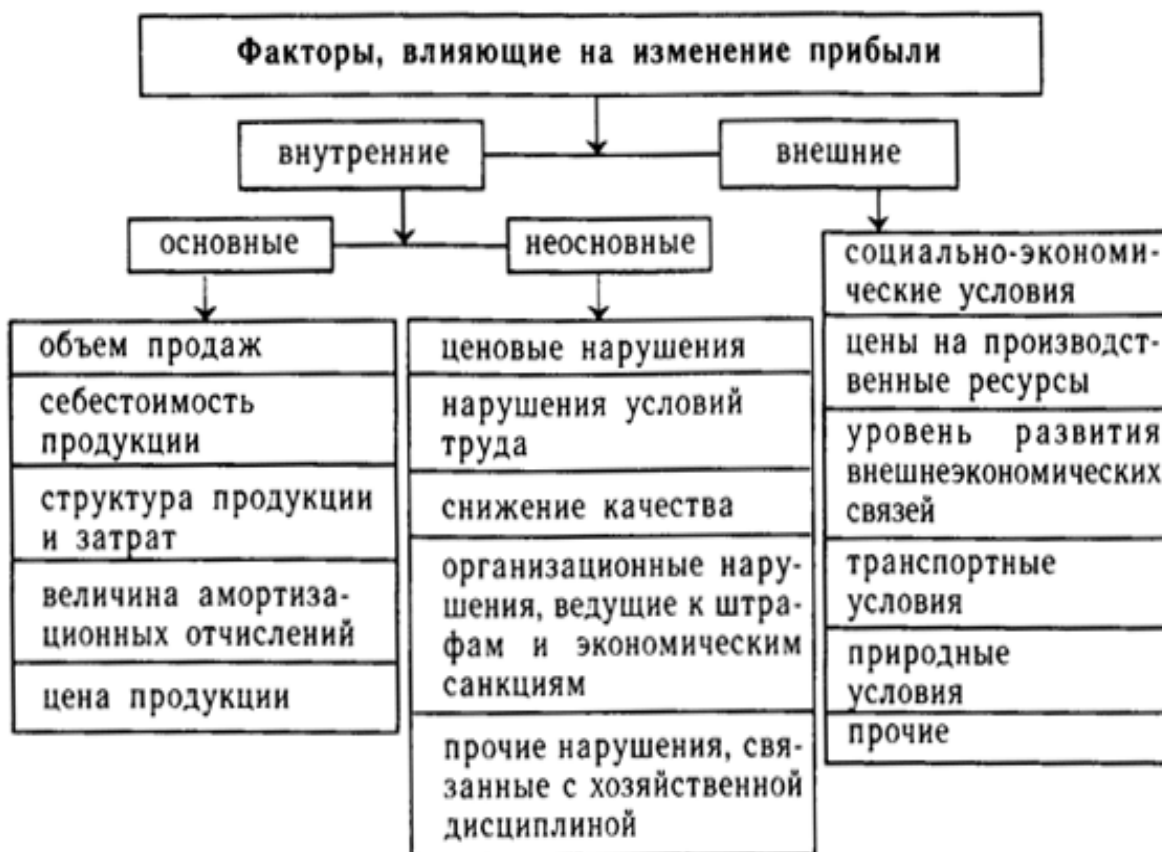 Факторы, влияющие на изменение прибыли
внутренние
внешние
основные
неосновные
объем продаж
себестоимость
продукции
структура продукции
и затрат
величина амортиза-
ционных отчислений
цена продукции
ценовые нарушения
нарушения условий
труда
снижение качества
организационные нару-
шения, ведущие к штра-
фам и экономическим
санкциям
прочие нарушения, свя-
занные с хозяйственной
дисциплиной
социально-экономи-
ческие условия
цены на производст-
венные ресурсы
уровень развития
внешнеэкономических
связей
транспортные
условия
природные
условия
прочие